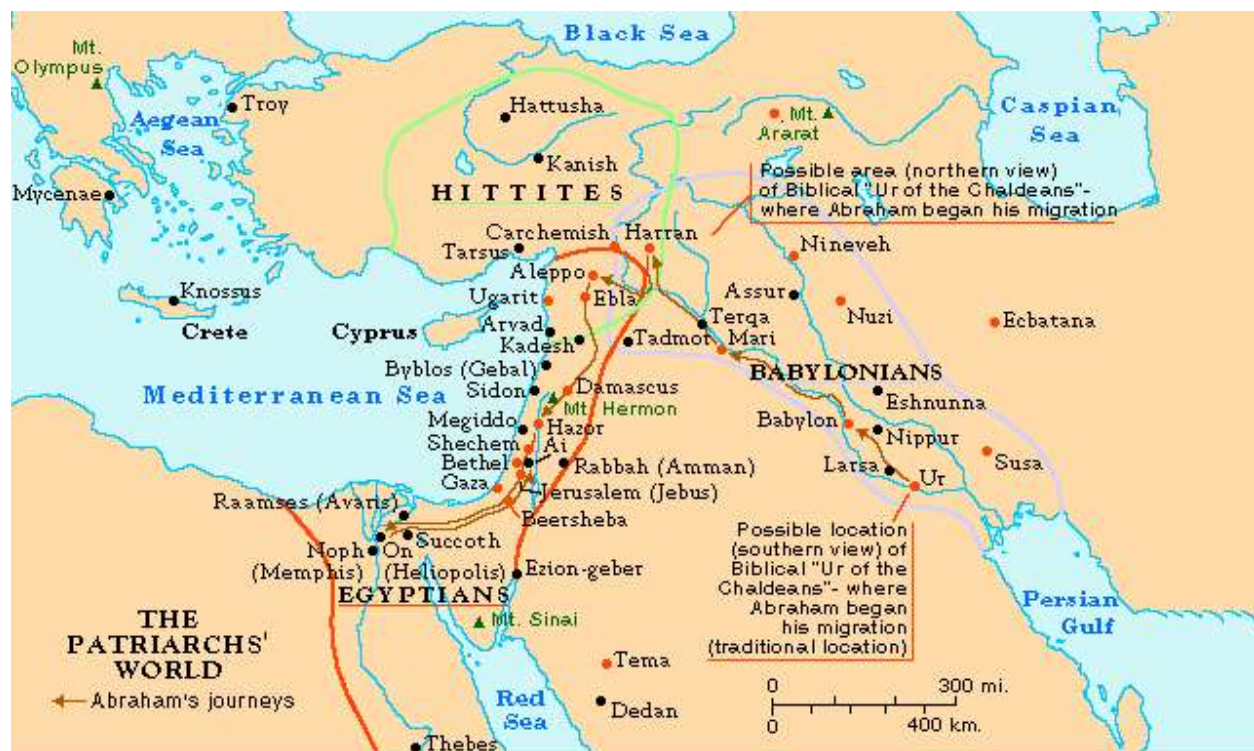 Black Sea
Mt.
Olympus
Troy
Hattusha
Caspian
Sea
Aegean
Sea
Mt.
Ararat
Kanish
Mycenae
HITTITES
Possible area (northern view)
of Biblical "Ur of the Chaldeans"-
where Abraham began his migration
Carchemish
Harran
Tarsus
Nineveh
Aleppo
Knossus
Ugarit
Ebla
Assur
Crete
Cyprus
Arvad
Terqa
Nuzi
Ecbatana
Kadesh
Tadmot
Mari
Byblos (Gebal)
BABYLONIANS
Mediterranean Sea
Sidon
Damascus
Eshnunna
Mt. Hermon
Megiddo
Hazor
Babylon
Nippur
Shechem
Ai
Bethel
Rabbah (Amman)
Larsa
Susa
Gaza
Jerusalem (Jebus)
Ur
Raamses (Avaris)
Beersheba
Possible location
(southern view) of
Biblical "Ur of the
Chaldeans"- where
Abraham began
his migration
(traditional location)
Noph
On
Succoth
(Memphis)
(Heliopolis)
Ezion-geber
EGYPTIANS
Persian
Gulf
Mt. Sinai
THE
PATRIARCHS'
WORLD
Abraham's journeys
Tema
Red
Sea
Dedan
0 300 mi.
0 400 km.
Thebes